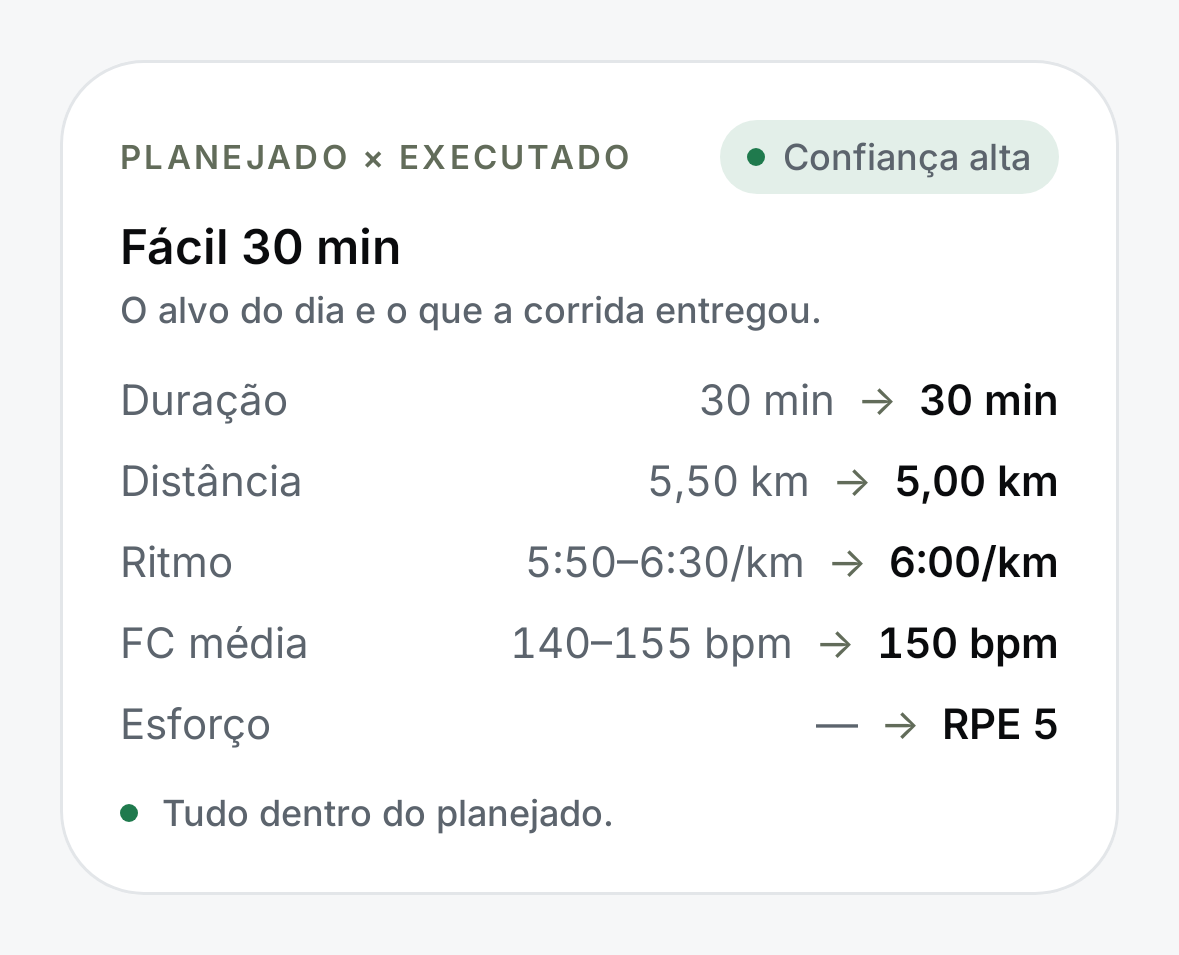 PLANEJADO × EXECUTADO
Confiança alta
Fácil 30 min
O alvo do dia e o que a corrida entregou.
Duração 30 min → 30 min
Distância 5,50 km → 5,00 km
Ritmo 5:50–6:30/km → 6:00/km
FC média 140–155 bpm → 150 bpm
Esforço — → RPE 5
Tudo dentro do planejado.